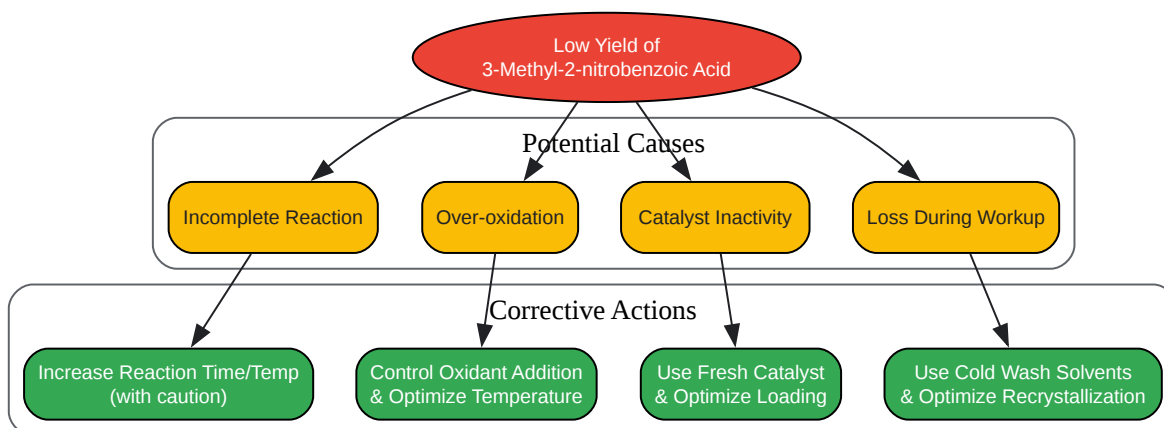 Low Yield of
3-Methyl-2-nitrobenzoic Acid
Potential Causes
Incomplete Reaction
Over-oxidation
Catalyst Inactivity
Loss During Workup
Corrective Actions
Increase Reaction Time/Temp
(with caution)
Control Oxidant Addition
& Optimize Temperature
Use Fresh Catalyst
& Optimize Loading
Use Cold Wash Solvents
& Optimize Recrystallization